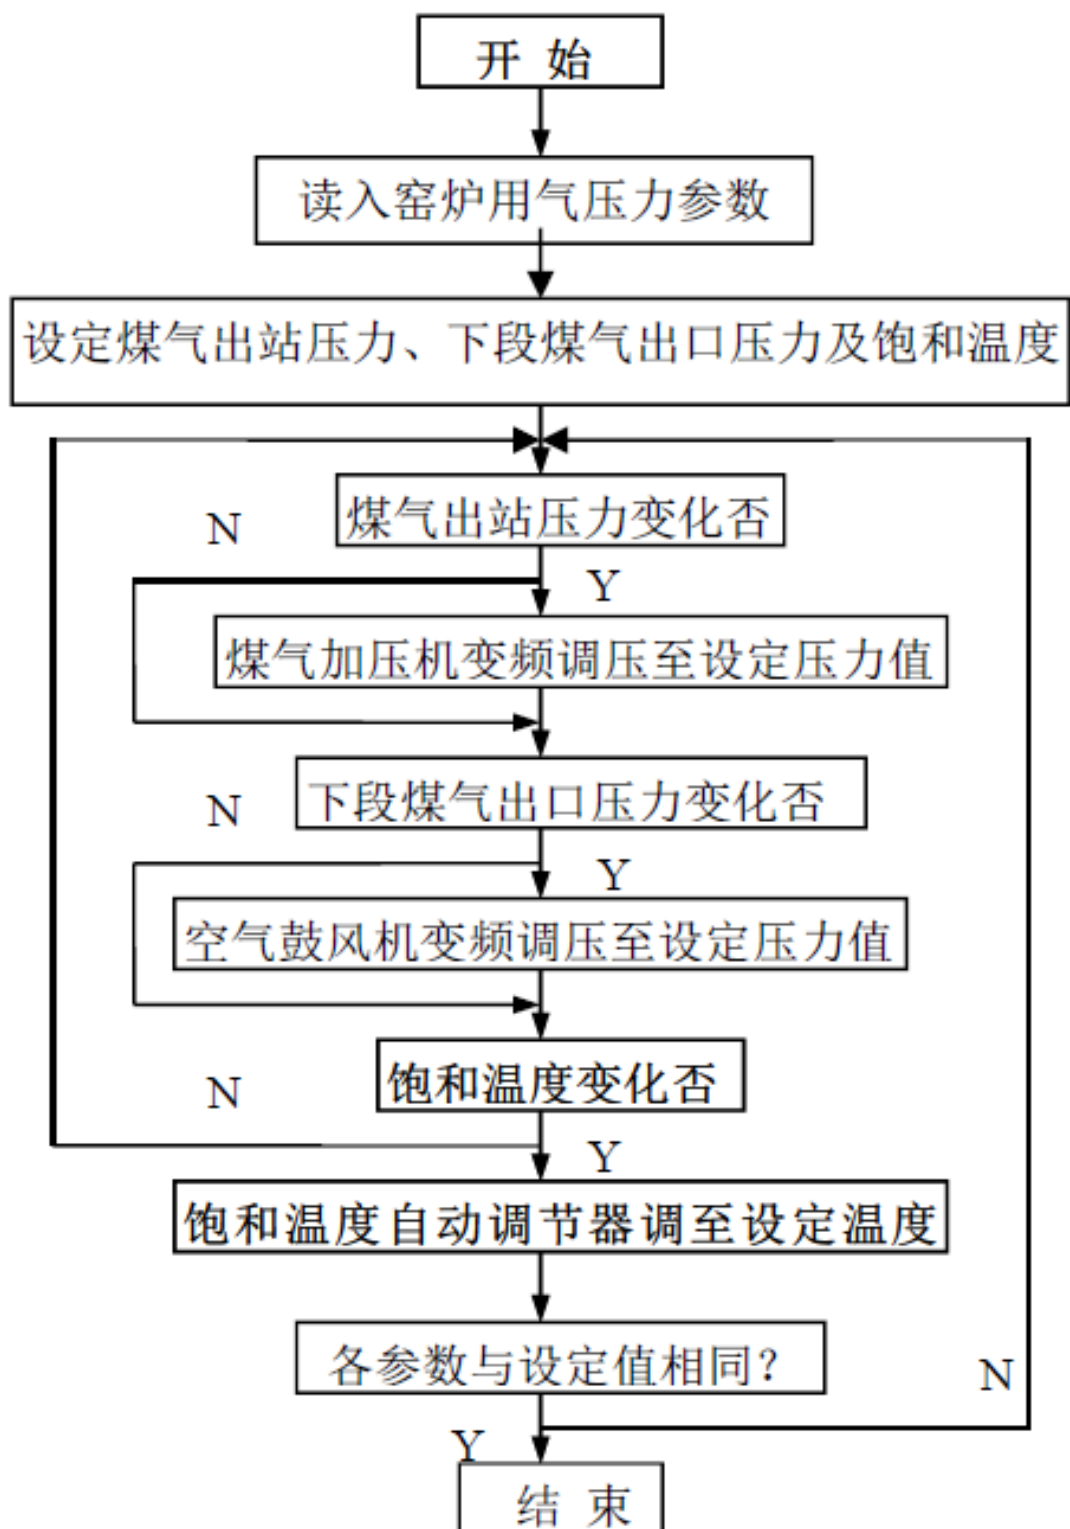 开 始
读入窑炉用气压力参数
设定煤气出站压力、下段煤气出口压力及饱和温度
煤气出站压力变化否
N
Y
煤气加压机变频调压至设定压力值
下段煤气出口压力变化否
N
Y
空气鼓风机变频调压至设定压力值
饱和温度变化否
N
Y
饱和温度自动调节器调至设定温度
各参数与设定值相同?
N
Y
结 束